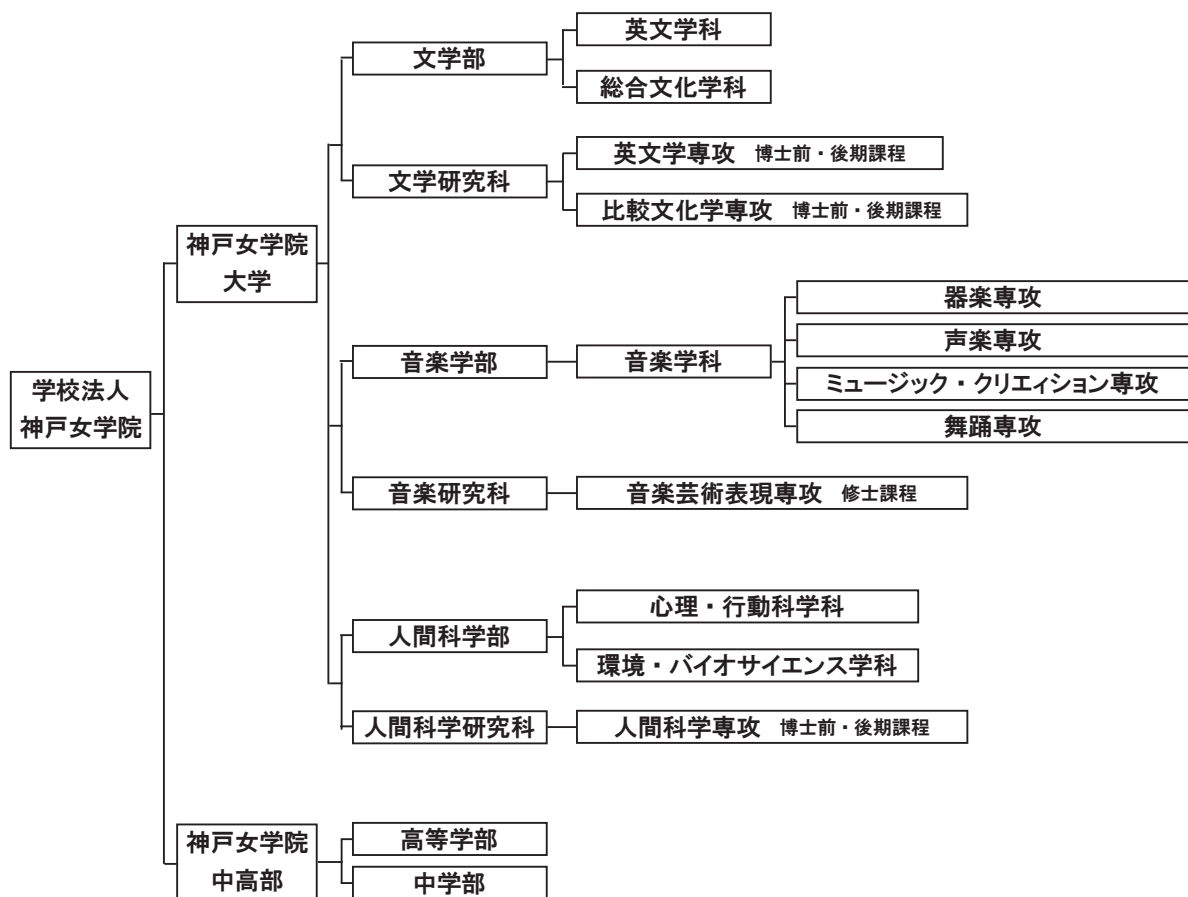 学校法人
神戸女学院
神戸女学院
大学
文学部
英文学科
総合文化学科
文学研究科
英文学専攻 博士前・後期課程
比較文化学専攻 博士前・後期課程
音楽学部
音楽学科
器楽専攻
声楽専攻
ミュージック・クリエイション専攻
舞踊専攻
音楽研究科
音楽芸術表現専攻 修士課程
人間科学部
心理・行動科学科
環境・バイオサイエンス学科
人間科学研究科
人間科学専攻 博士前・後期課程
神戸女学院
中高部
高等学部
中学部